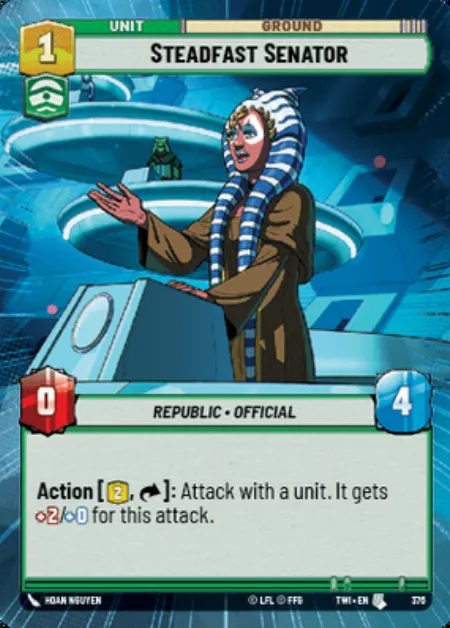 UNIT GROUND
1 STEADFAST SENATOR
0 REPUBLIC • OFFICIAL 4
Action [2, ]: Attack with a unit. It gets
+2/+0 for this attack.
HOAN NGUYEN © LFL © FFG TWI • EN 376